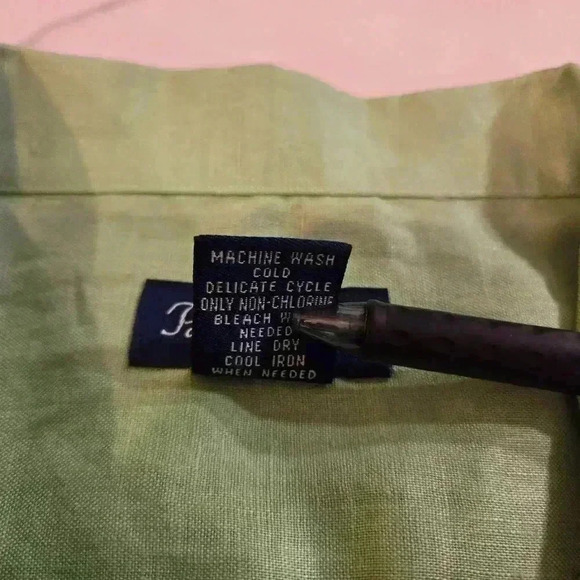 MACHINE WASH
COLD
DELICATE CYCLE
ONLY NON-CHLORINE
BLEACH
NEEDED
LINE DRY
COOL IRON
WHEN NEEDED